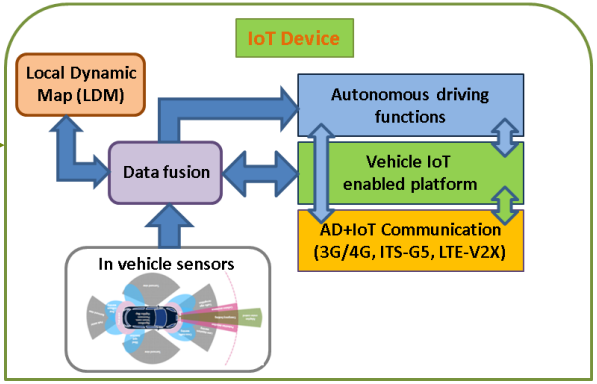 IoT Device
Local Dynamic
Map (LDM)
Autonomous driving
functions
Data fusion
Vehicle IoT
enabled platform
AD+IoT Communication
(3G/4G, ITS-G5, LTE-V2X)
In vehicle sensors